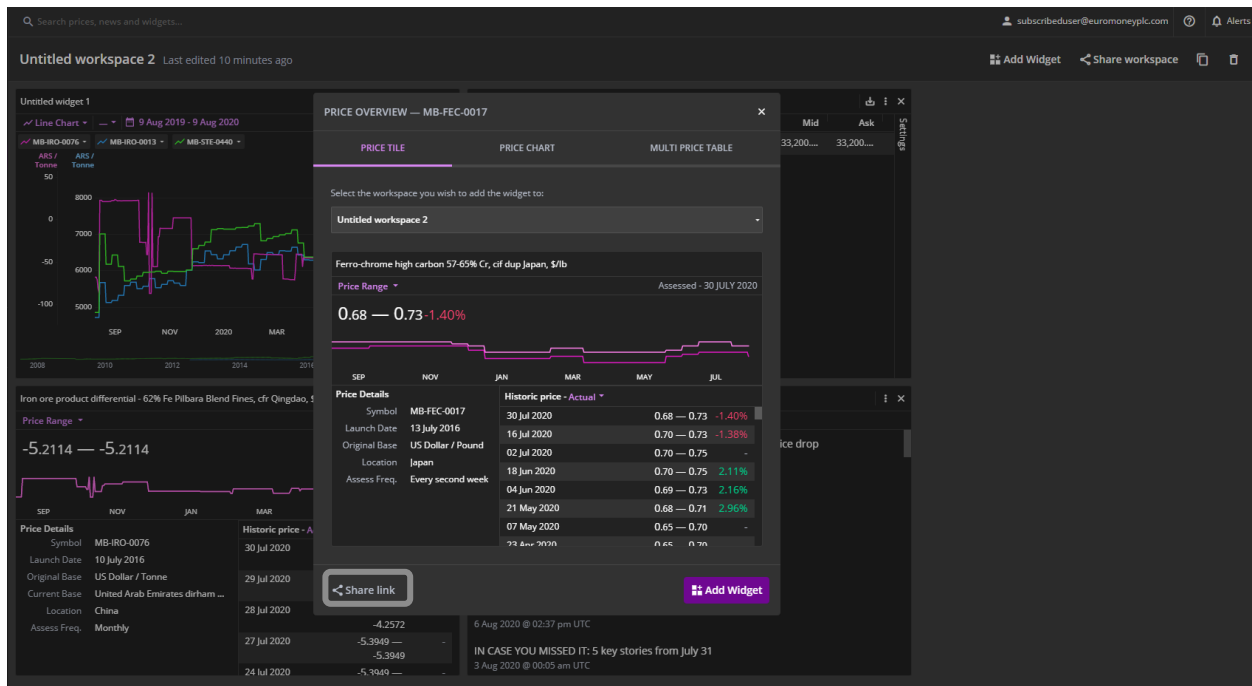 Search prices, news and widgets...
subscribeduser@euromoneyplc.com
Alerts
Untitled workspace 2 Last edited 10 minutes ago
Add Widget
Share workspace
Untitled widget 1
Line Chart
9 Aug 2019 - 9 Aug 2020
MB-IRO-0076
MB-IRO-0013
MB-STE-0440
ARS / Tonne
ARS / Tonne
50
0
-50
-100
8000
7000
6000
5000
SEP NOV 2020 MAR
2008 2010 2012 2014 2016
Mid Ask
33,200.... 33,200....
Settings
PRICE OVERVIEW — MB-FEC-0017
PRICE TILE
PRICE CHART
MULTI PRICE TABLE
Select the workspace you wish to add the widget to:
Untitled workspace 2
Ferro-chrome high carbon 57-65% Cr, cif dup Japan, $/lb
Price Range
Assessed - 30 JULY 2020
0.68 — 0.73 -1.40%
SEP NOV JAN MAR MAY JUL
Price Details
Symbol MB-FEC-0017
Launch Date 13 July 2016
Original Base US Dollar / Pound
Location Japan
Assess Freq. Every second week
Historic price - Actual
30 Jul 2020 0.68 — 0.73 -1.40%
16 Jul 2020 0.70 — 0.73 -1.38%
02 Jul 2020 0.70 — 0.75 -
18 Jun 2020 0.70 — 0.75 2.11%
04 Jun 2020 0.69 — 0.73 2.16%
21 May 2020 0.68 — 0.71 2.96%
07 May 2020 0.65 — 0.70 -
23 Apr 2020 0.65 — 0.70
Share link
Add Widget
Iron ore product differential - 62% Fe Pilbara Blend Fines, cfr Qingdao,
Price Range
-5.2114 — -5.2114
SEP NOV JAN MAR
Price Details
Symbol MB-IRO-0076
Launch Date 10 July 2016
Original Base US Dollar / Tonne
Current Base United Arab Emirates dirham ...
Location China
Assess Freq. Monthly
Historic price - A
30 Jul 2020
29 Jul 2020
28 Jul 2020
-4.2572
27 Jul 2020 -5.3949 — -
-5.3949
24 Jul 2020 -5.3949 —
ice drop
6 Aug 2020 @ 02:37 pm UTC
IN CASE YOU MISSED IT: 5 key stories from July 31
3 Aug 2020 @ 00:05 am UTC